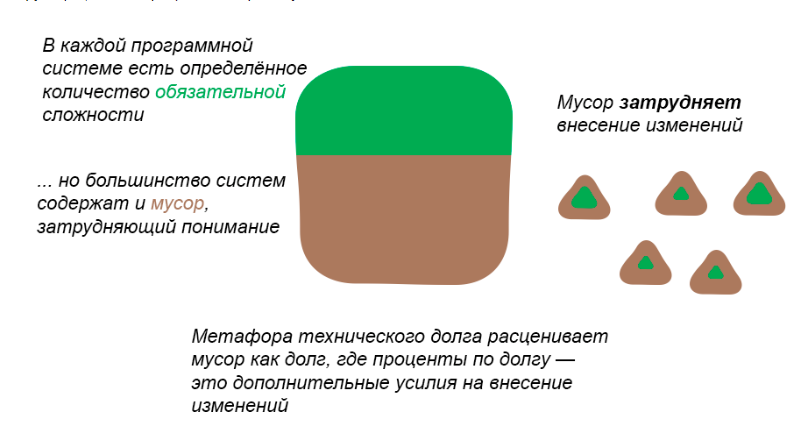 В каждой программной
системе есть определённое
количество обязательной
сложности
Мусор затрудняет
внесение изменений
... но большинство систем
содержат и мусор,
затрудняющий понимание
Метафора технического долга расценивает
мусор как долг, где проценты по долгу —
это дополнительные усилия на внесение
изменений